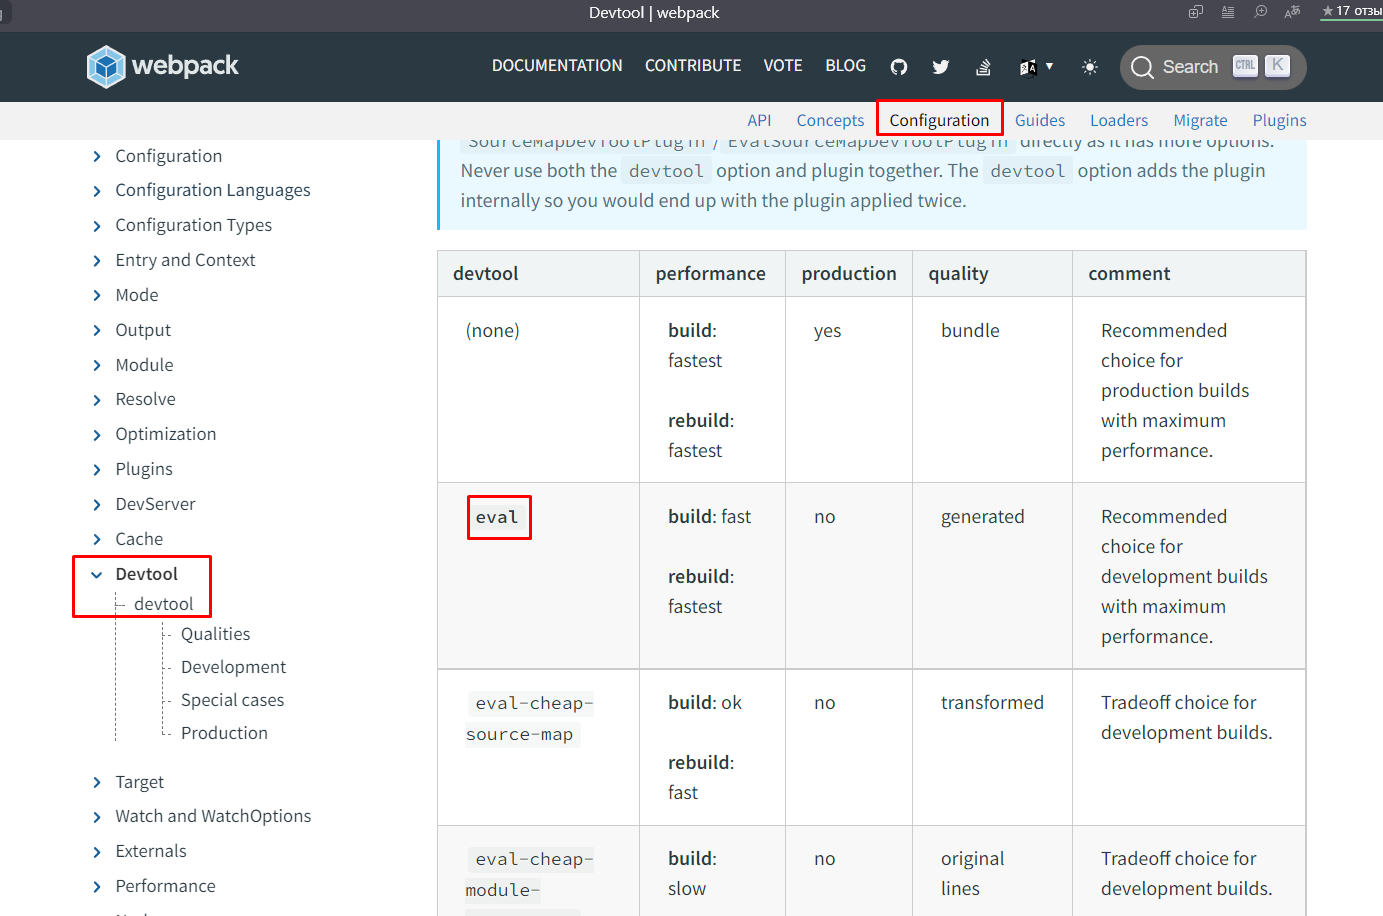 Devtool | webpack
17 отзы
webpack
DOCUMENTATION CONTRIBUTE VOTE BLOG Search CTRL K
API Concepts Configuration Guides Loaders Migrate Plugins
Configuration
Configuration Languages
Configuration Types
Entry and Context
Mode
Output
Module
Resolve
Optimization
Plugins
DevServer
Cache
Devtool
devtool
Qualities
Development
Special cases
Production
Target
Watch and WatchOptions
Externals
Performance
SourceMapDevToolPlugin / EvalSourceMapDevToolPlugin directly as it has more options.
Never use both the devtool option and plugin together. The devtool option adds the plugin
internally so you would end up with the plugin applied twice.
devtool performance production quality comment
(none)
build:
fastest
rebuild:
fastest
yes
bundle
Recommended
choice for
production builds
with maximum
performance.
eval
build: fast
rebuild:
fastest
no
generated
Recommended
choice for
development builds
with maximum
performance.
eval-cheap-
source-map
build: ok
rebuild:
fast
no
transformed
Tradeoff choice for
development builds.
eval-cheap-
module-
build:
slow
no
original
lines
Tradeoff choice for
development builds.